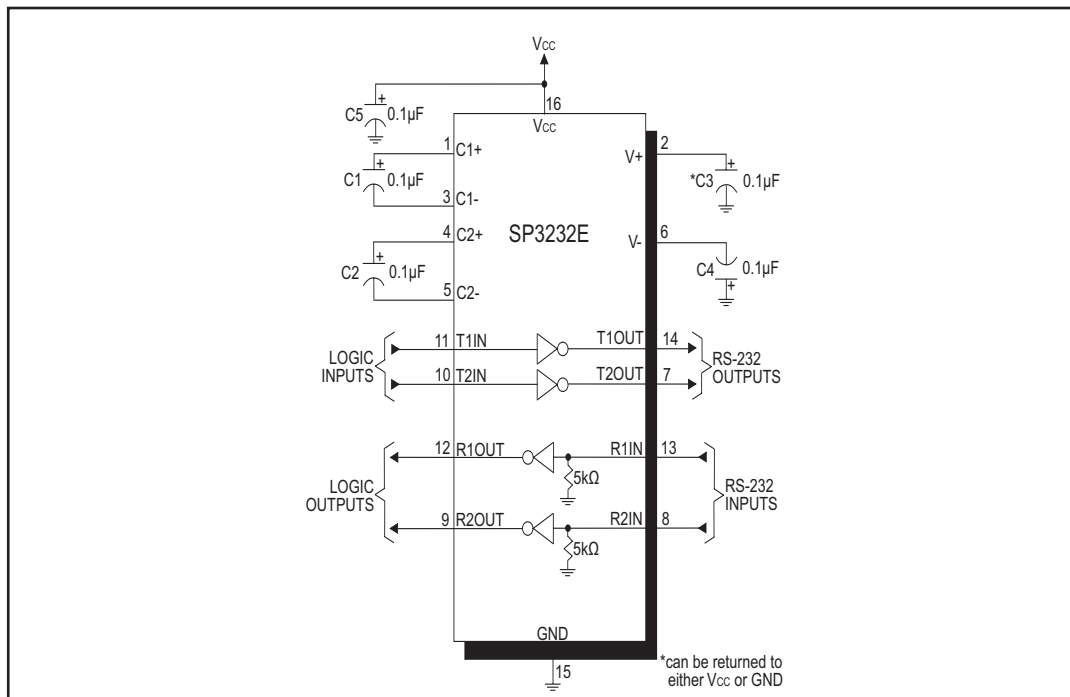 Vcc
16
Vcc
C5
+
0.1µF
1
C1+
C1
+
0.1µF
3
C1-
4
C2+
C2
+
0.1µF
5
C2-
SP3232E
2
V+
*C3
+
0.1µF
6
V-
C4
0.1µF
+
LOGIC
INPUTS
11 T1IN
T1OUT 14
10 T2IN
T2OUT 7
RS-232
OUTPUTS
LOGIC
OUTPUTS
12 R1OUT
R1IN 13
5kΩ
9 R2OUT
R2IN 8
5kΩ
RS-232
INPUTS
GND
15
*can be returned to
either Vcc or GND